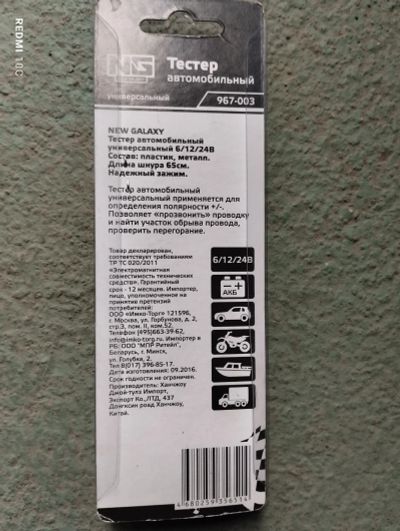 NG
Тестер
автомобильный
универсальный
967-003
NEW GALAXY
Тестер автомобильный
универсальный 6/12/24В
Состав: пластик, металл.
Длина шнура 65см.
Надежный зажим.
Тестер автомобильный
универсальный применяется для
определения полярности +/-.
Позволяет «прозвонить» проводку
и найти участок обрыва провода,
проверить перегорание.
Товар декларирован,
соответствует требованиям
ТР ТС 020/2011
«Электромагнитная
совместимость технических
средств». Гарантийный
срок - 12 месяцев. Импортер,
лицо, уполномоченное на
принятие претензий
потребителей:
ООО «Имко-Торг» 121596,
г. Москва, ул. Горбунова, д. 2,
стр.3, пом. II, ком.52.
Телефон (495)663-39-62,
info@imko-torg.ru. Импортер в
РБ: ООО "МПР Ритейл",
Беларусь, г. Минск,
ул. Голубка, 2.
Тел 8(017) 396-85-17.
Дата изготовления: 09.2016.
Срок годности не ограничен.
Производитель: Ханчжоу
Джой-тулз Импорт,
Экспорт Ко.,ЛТД, 437
Донгксин роад Ханчжоу,
Китай.
6/12/24В
- +
АКБ
4 680259 356514
REDMI 10C